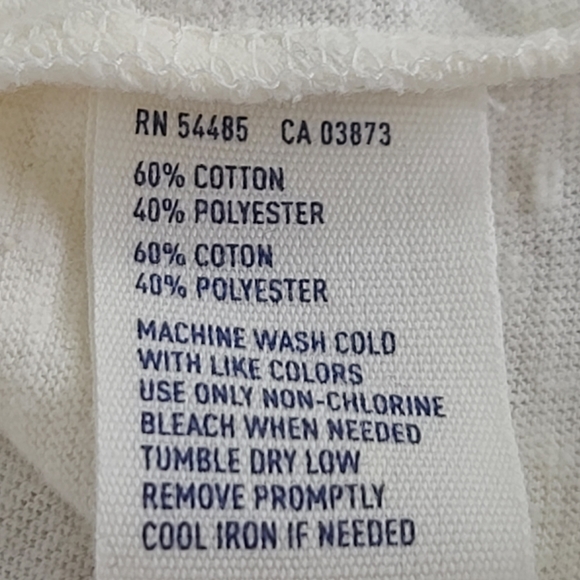 RN 54485 CA 03873
60% COTTON
40% POLYESTER
60% COTON
40% POLYESTER
MACHINE WASH COLD
WITH LIKE COLORS
USE ONLY NON-CHLORINE
BLEACH WHEN NEEDED
TUMBLE DRY LOW
REMOVE PROMPTLY
COOL IRON IF NEEDED